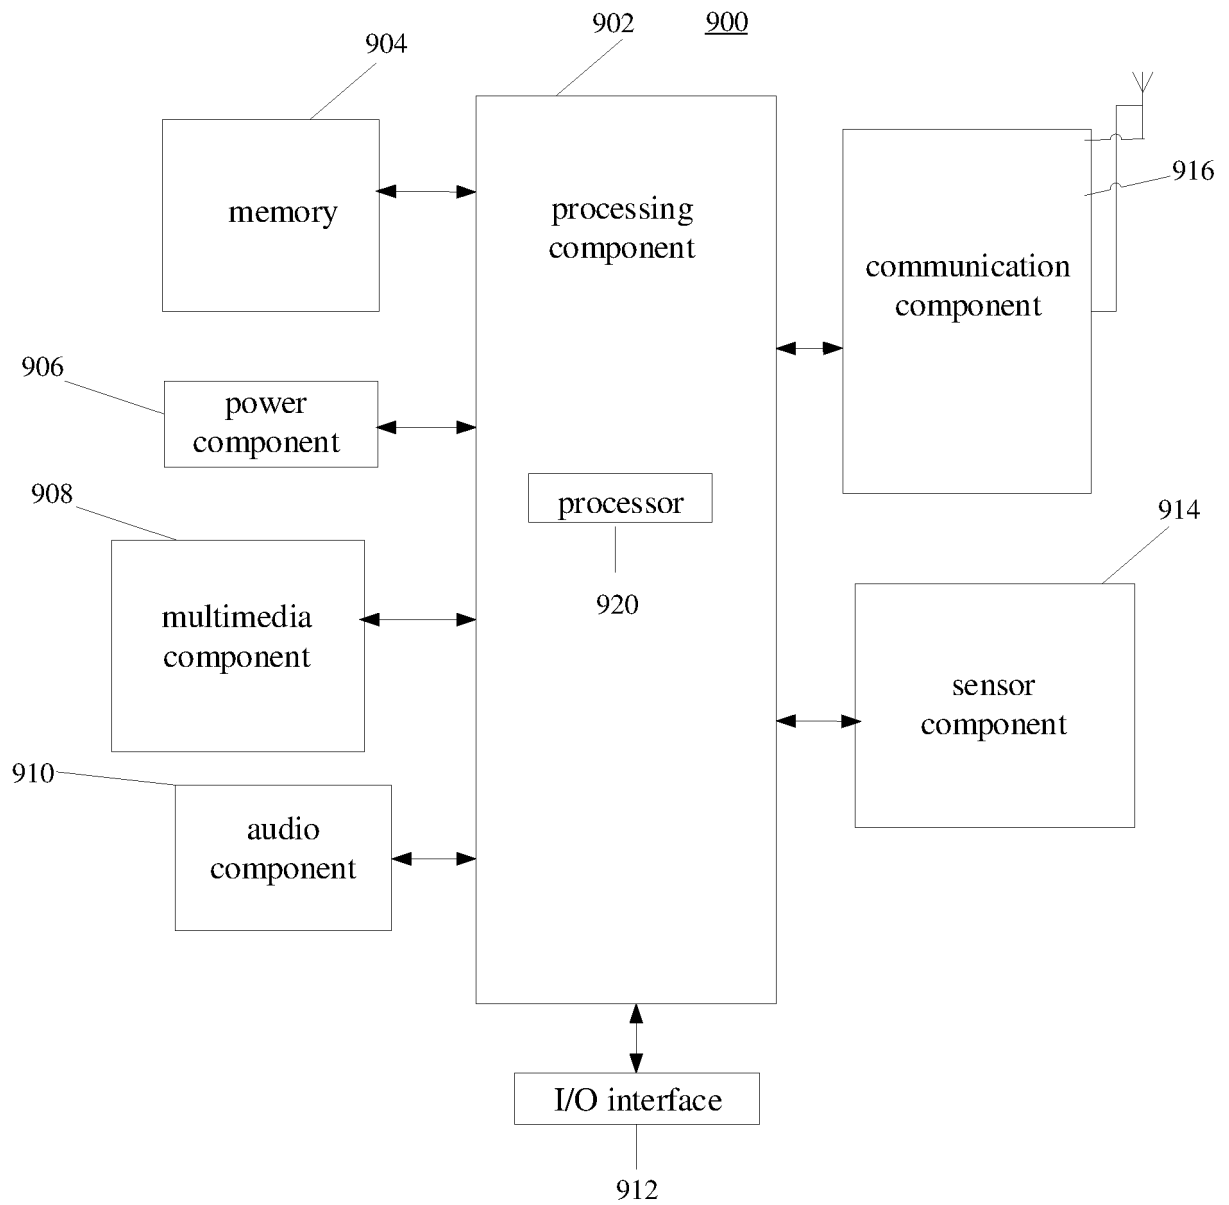 900
902
904
memory
processing
component
916
communication
component
906
power
component
908
processor
920
914
multimedia
component
sensor
component
910
audio
component
I/O interface
912